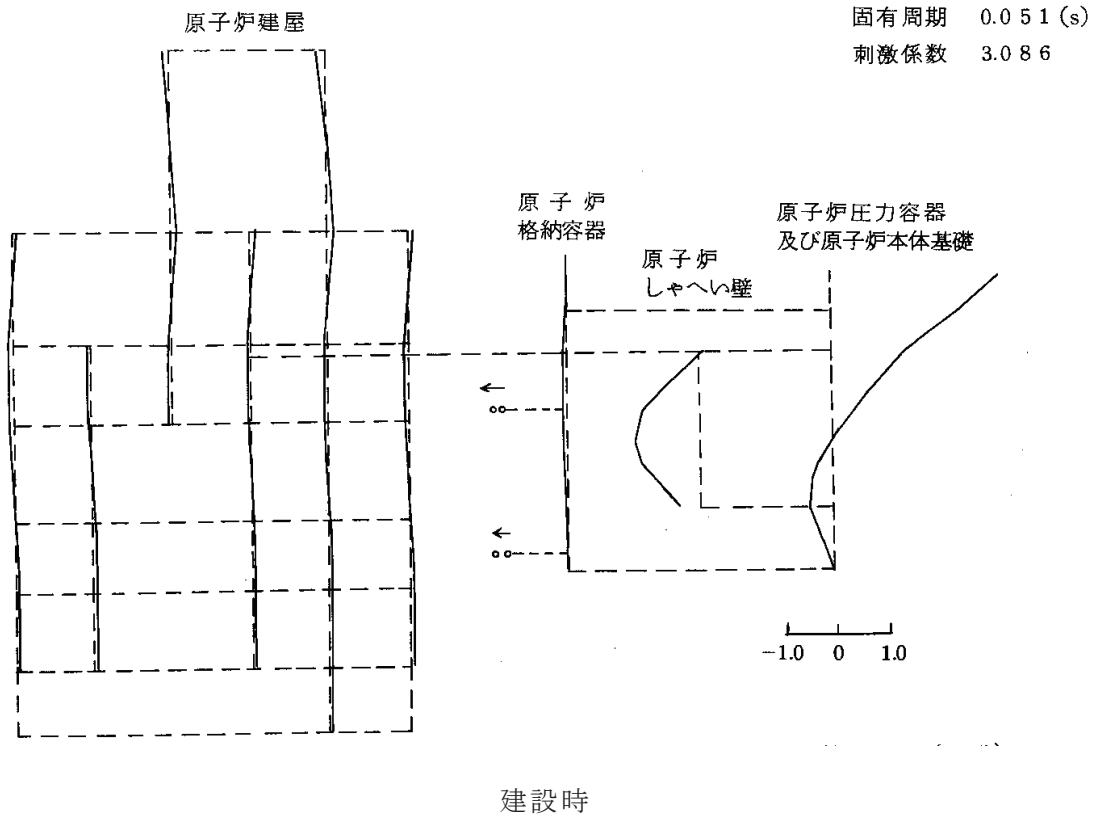 原子炉建屋
固有周期 0.051(s)
刺激係数 3.086
原子炉
格納容器
原子炉
しゃへい壁
原子炉圧力容器
及び原子炉本体基礎
-1.0 0 1.0
建設時